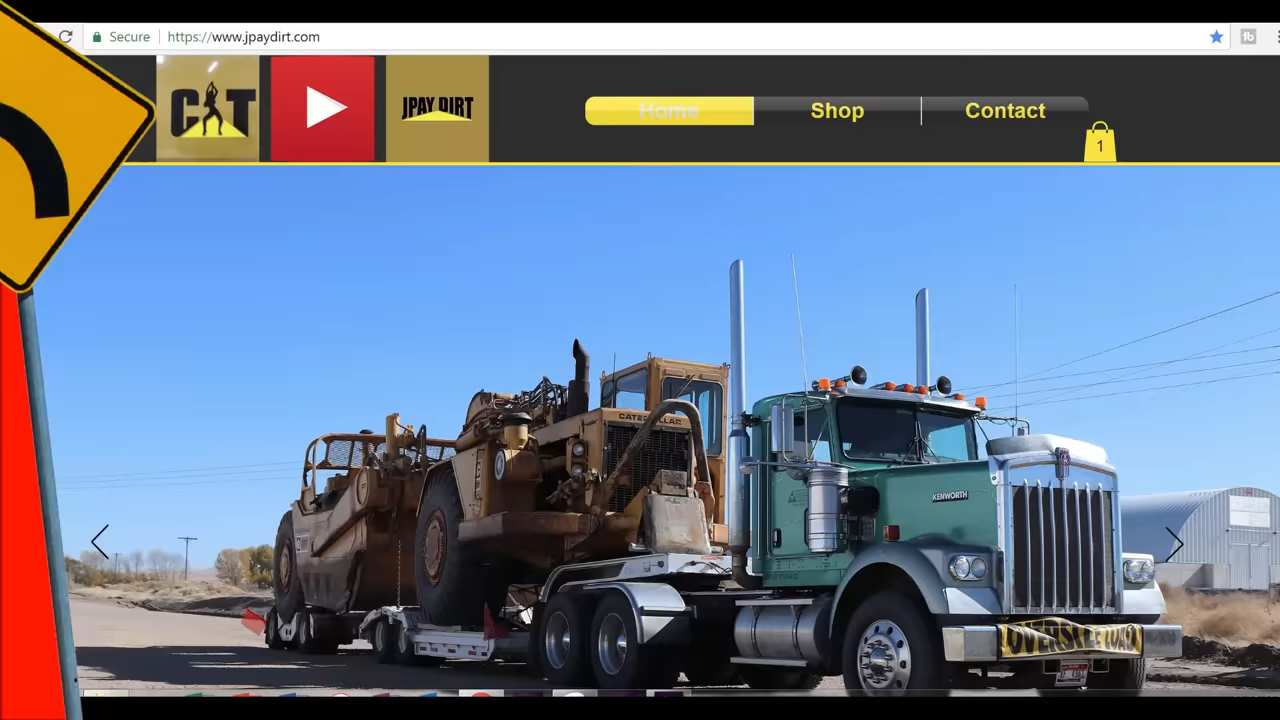 Secure
https://www.jpaydirt.com
CAT
JPAY DIRT
Home
Shop
Contact
1
CATERPILLAR
KENWORTH
OVERSIZE LOAD